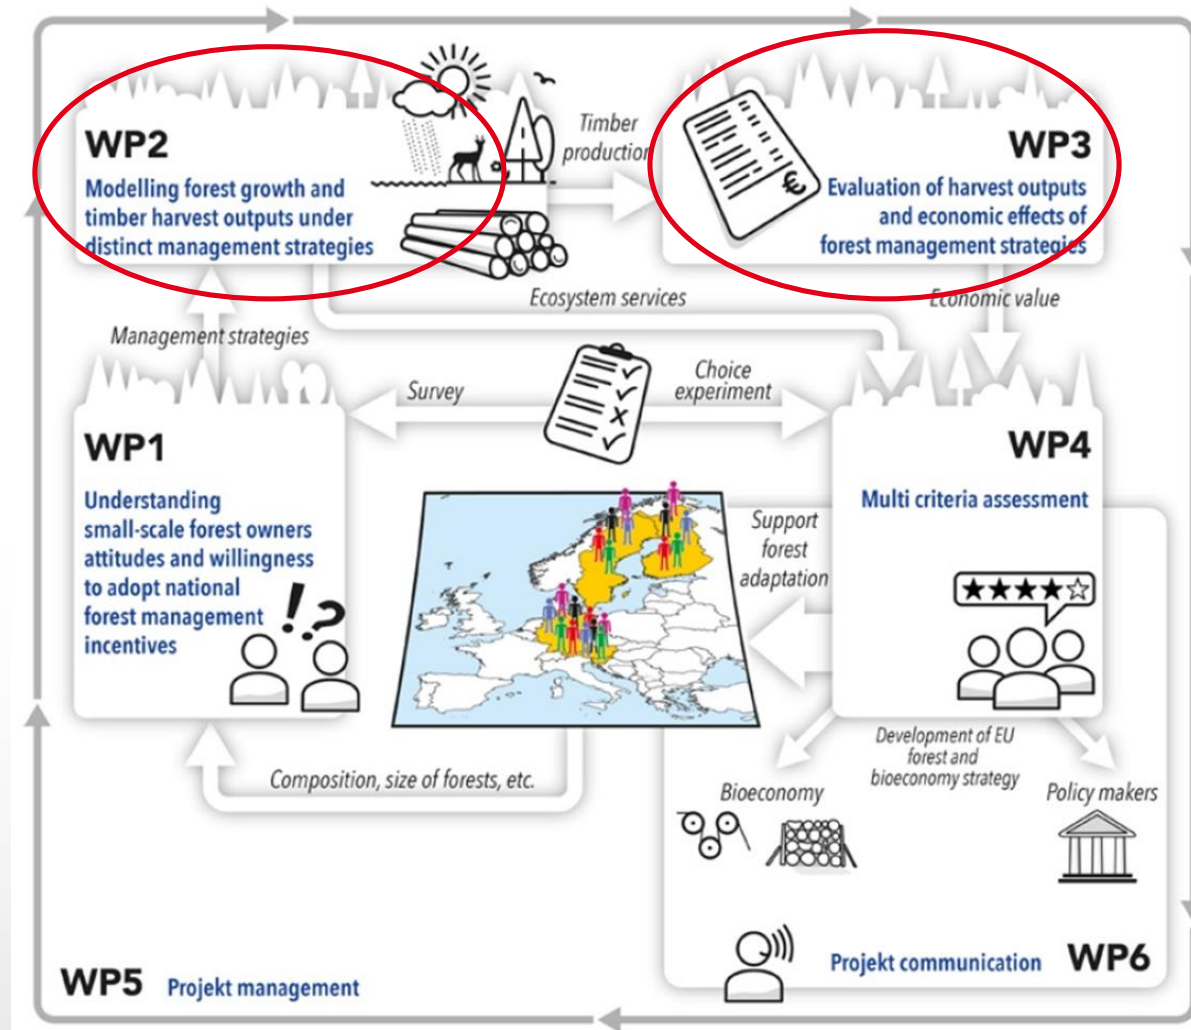 WP2
Modelling forest growth and
timber harvest outputs under
distinct management strategies
Timber
production
WP3
Evaluation of harvest outputs
and economic effects of
forest management strategies
€
Ecosystem services
Economic value
Management strategies
Survey
Choice
experiment
WP1
Understanding
small-scale forest owners
attitudes and willingness
to adopt national
forest management
incentives
!?
WP4
Multi criteria assessment
Support
forest
adaptation
Composition, size of forests, etc.
Development of EU
forest and
bioeconomy strategy
Bioeconomy
Policy makers
WP5 Projekt management
Projekt communication WP6